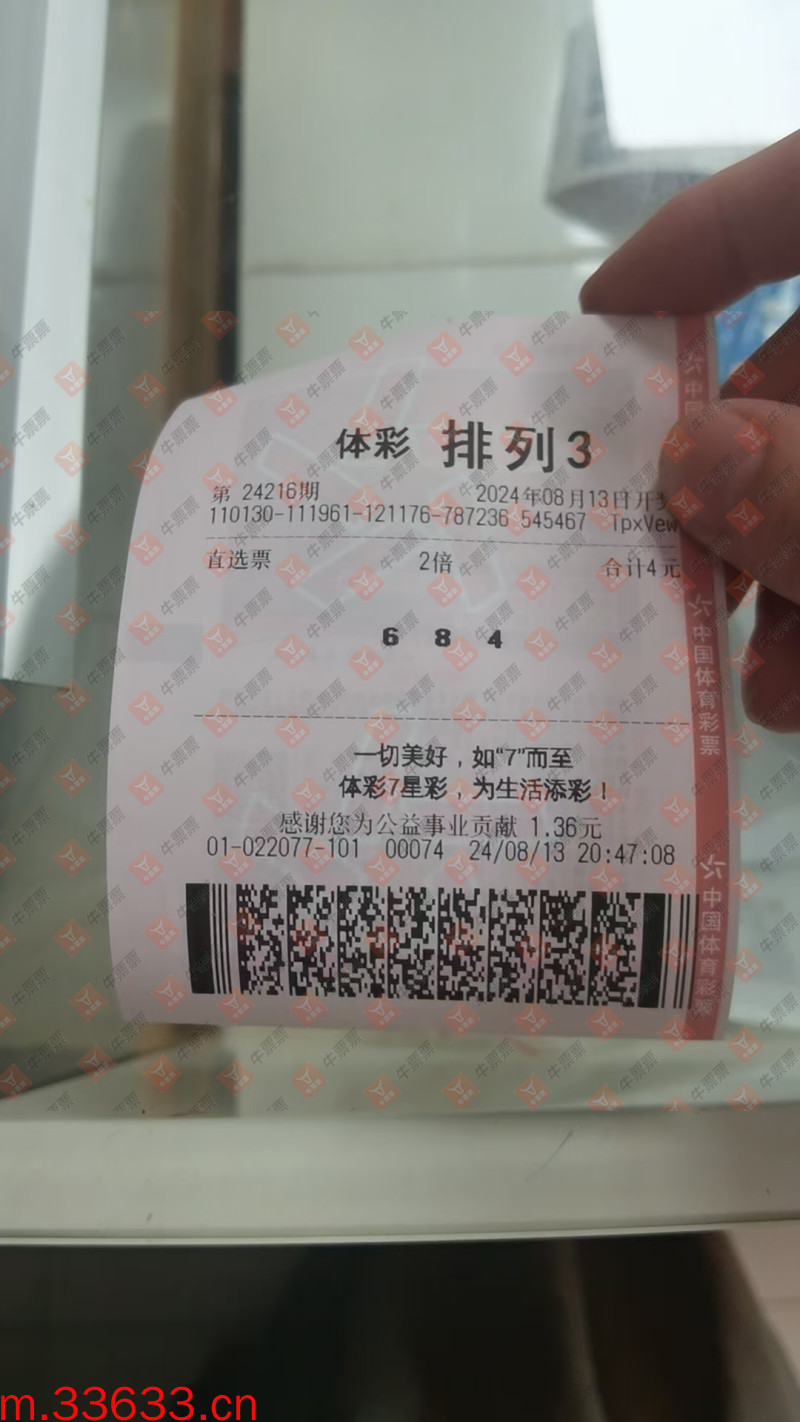 体彩 排列3
第 24216期 2024年08月13日开奖
110130-111961-121176-787236 545467 TpxVew
直选票 2倍 合计4元
6 8 4
一切美好，如“7”而至
体彩7星彩，为生活添彩！
感谢您为公益事业贡献 1.36元
01-022077-101 00074 24/08/13 20:47:08
中国体育彩票
中国体育彩票
牛票票
m.33633.cn